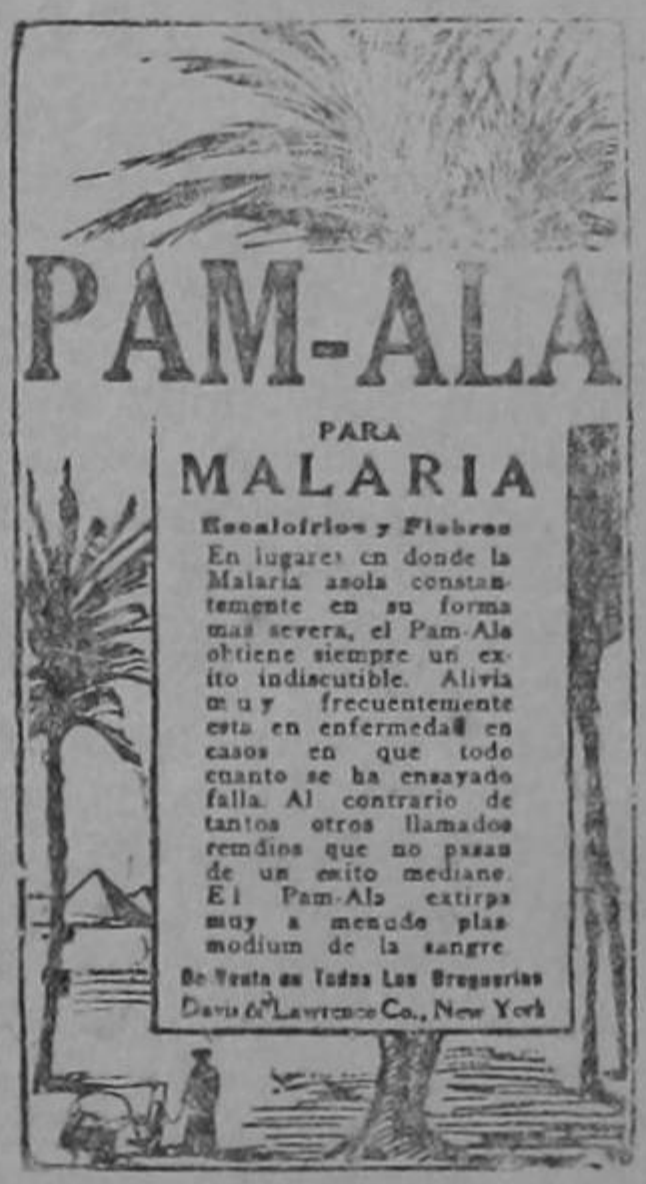 PAM-ALA
PARA
MALARIA
Escalofrios y Fiebres
En lugares en donde la
Malaria asola constan-
temente en su forma
mas severa, el Pam-Ala
obtiene siempre un ex-
ito indiscutible. Alivia
muy frecuentemente
esta en enfermedad en
casos en que todo
cuanto se ha ensayado
falla. Al contrario de
tantos otros llamados
remdios que no pasan
de un exito mediano.
El Pam-Ala extirpa
muy a menudo plas-
modium de la sangre.
De Venta en Todas Las Droguerias
Davis & Lawrence Co., New York